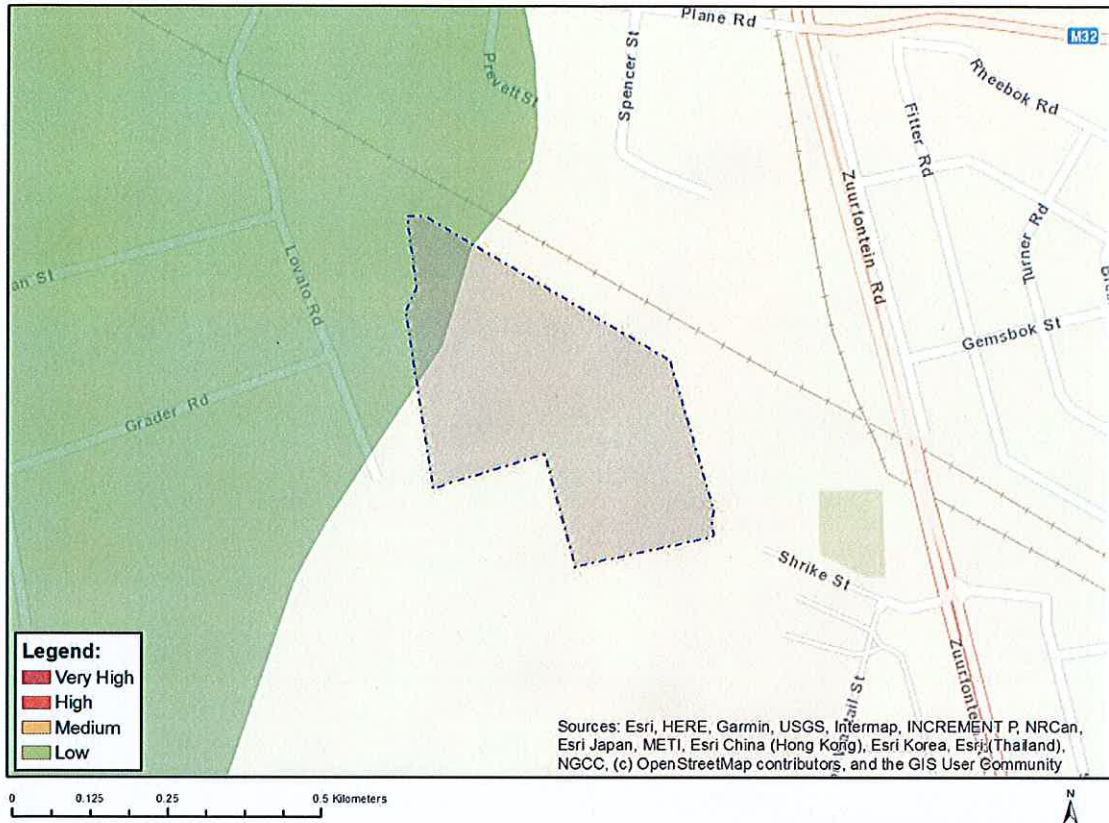 Plane Rd
M32
Spencer St
Prevett St
Rheebok Rd
Fitter Rd
Zuurfontein Rd
Turner Rd
an St
Lovato Rd
Gemsbok St
Grader Rd
Shrike St
Zuurfontein
ail St
Legend:
Very High
High
Medium
Low
Sources: Esri, HERE, Garmin, USGS, Intermap, INCREMENT P, NRCan,
Esri Japan, METI, Esri China (Hong Kong), Esri Korea, Esri (Thailand),
NGCC, (c) OpenStreetMap contributors, and the GIS User Community
0 0.125 0.25 0.5 Kilometers
N